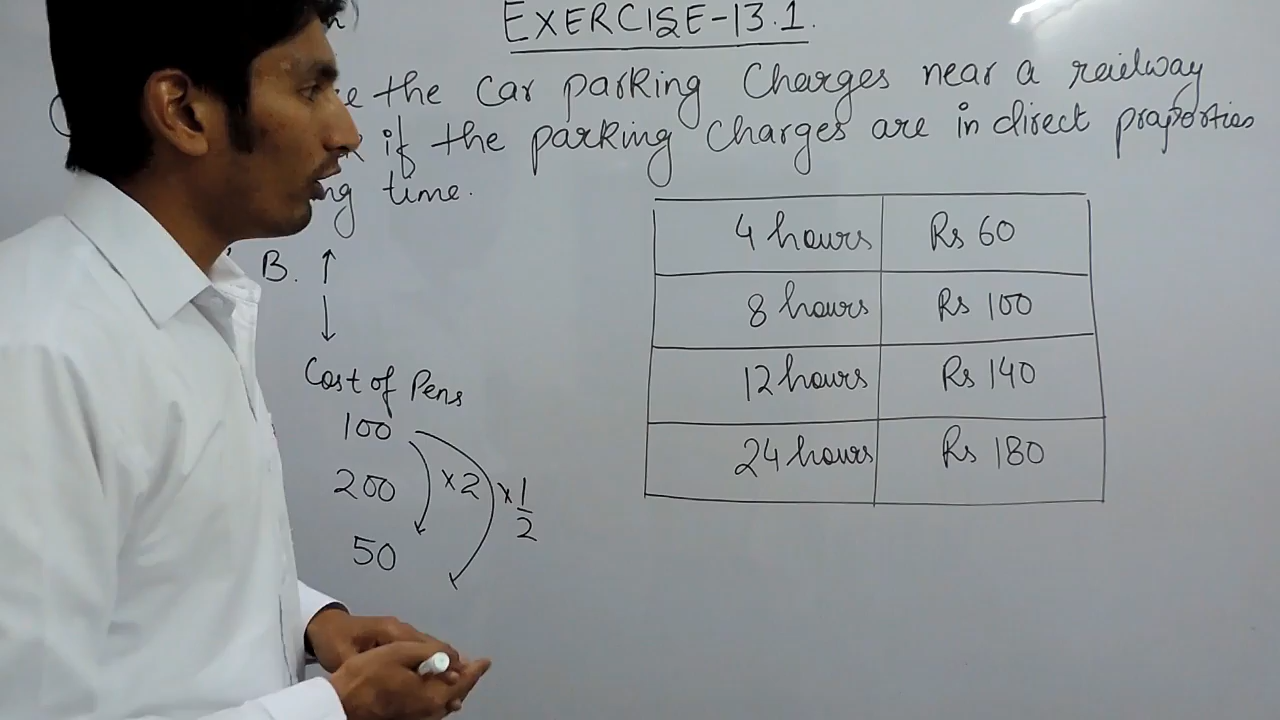 EXERCISE-13.1.
the car parking Charges near a railway
if the parking charges are in direct proportion
time.
B.
Cost of Pens
100
200
50
×2
×1/2
4 hours Rs 60
8 hours Rs 100
12 hours Rs 140
24 hours Rs 180